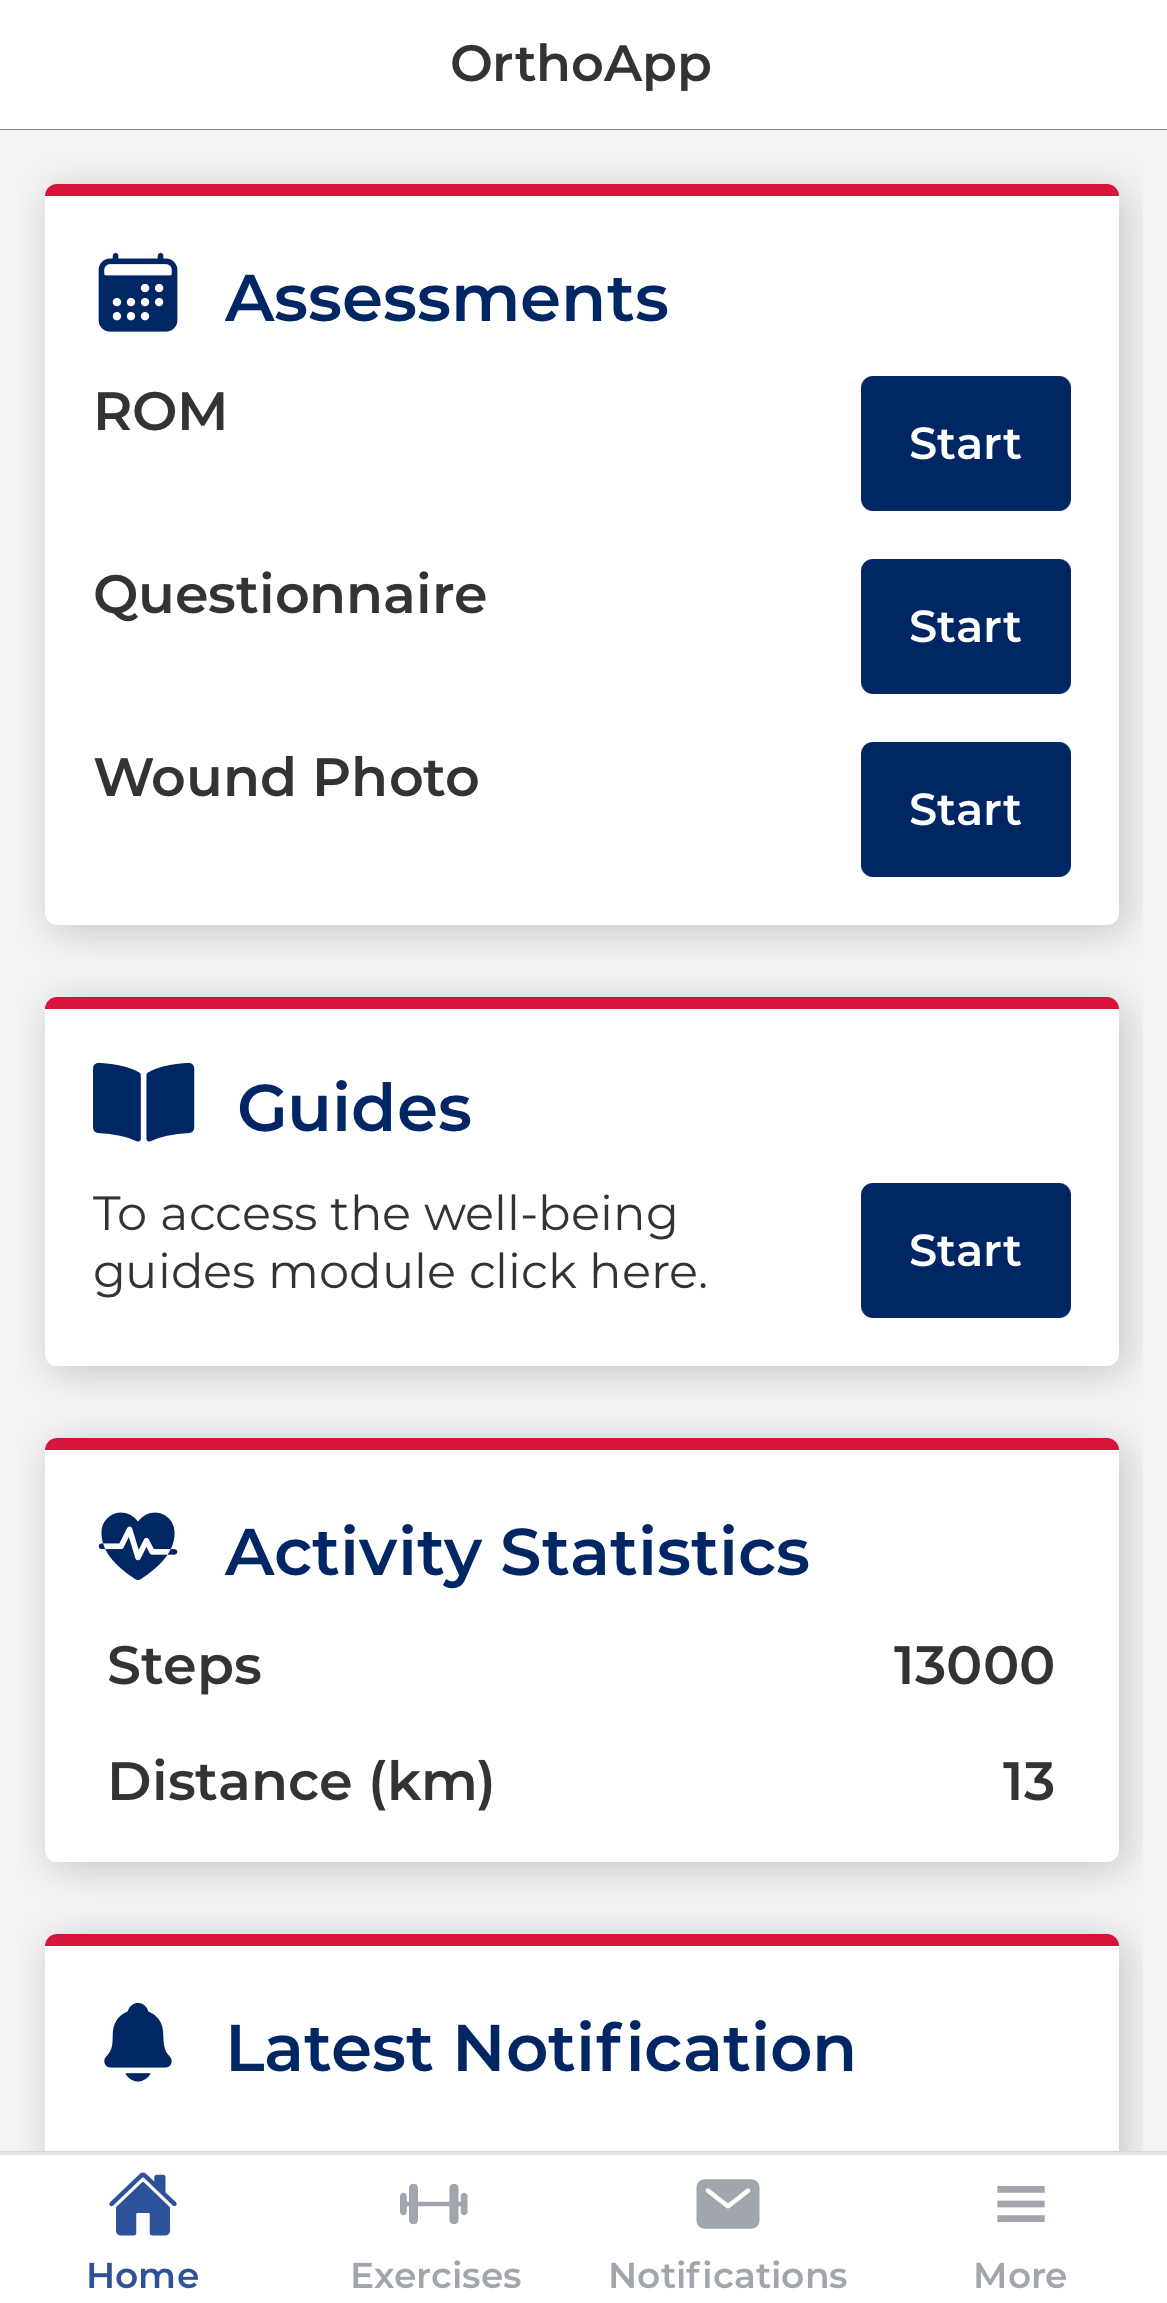 OrthoApp
Assessments
ROM
Start
Questionnaire
Start
Wound Photo
Start
Guides
To access the well-being
guides module click here.
Start
Activity Statistics
Steps 13000
Distance (km) 13
Latest Notification
Home Exercises Notifications More